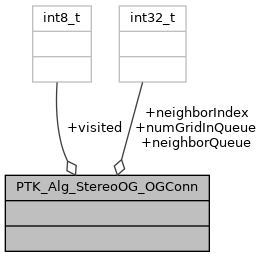 int8_t
int32_t
+neighborIndex
+visited
+numGridInQueue
+neighborQueue
PTK_Alg_StereoOG_OGConn